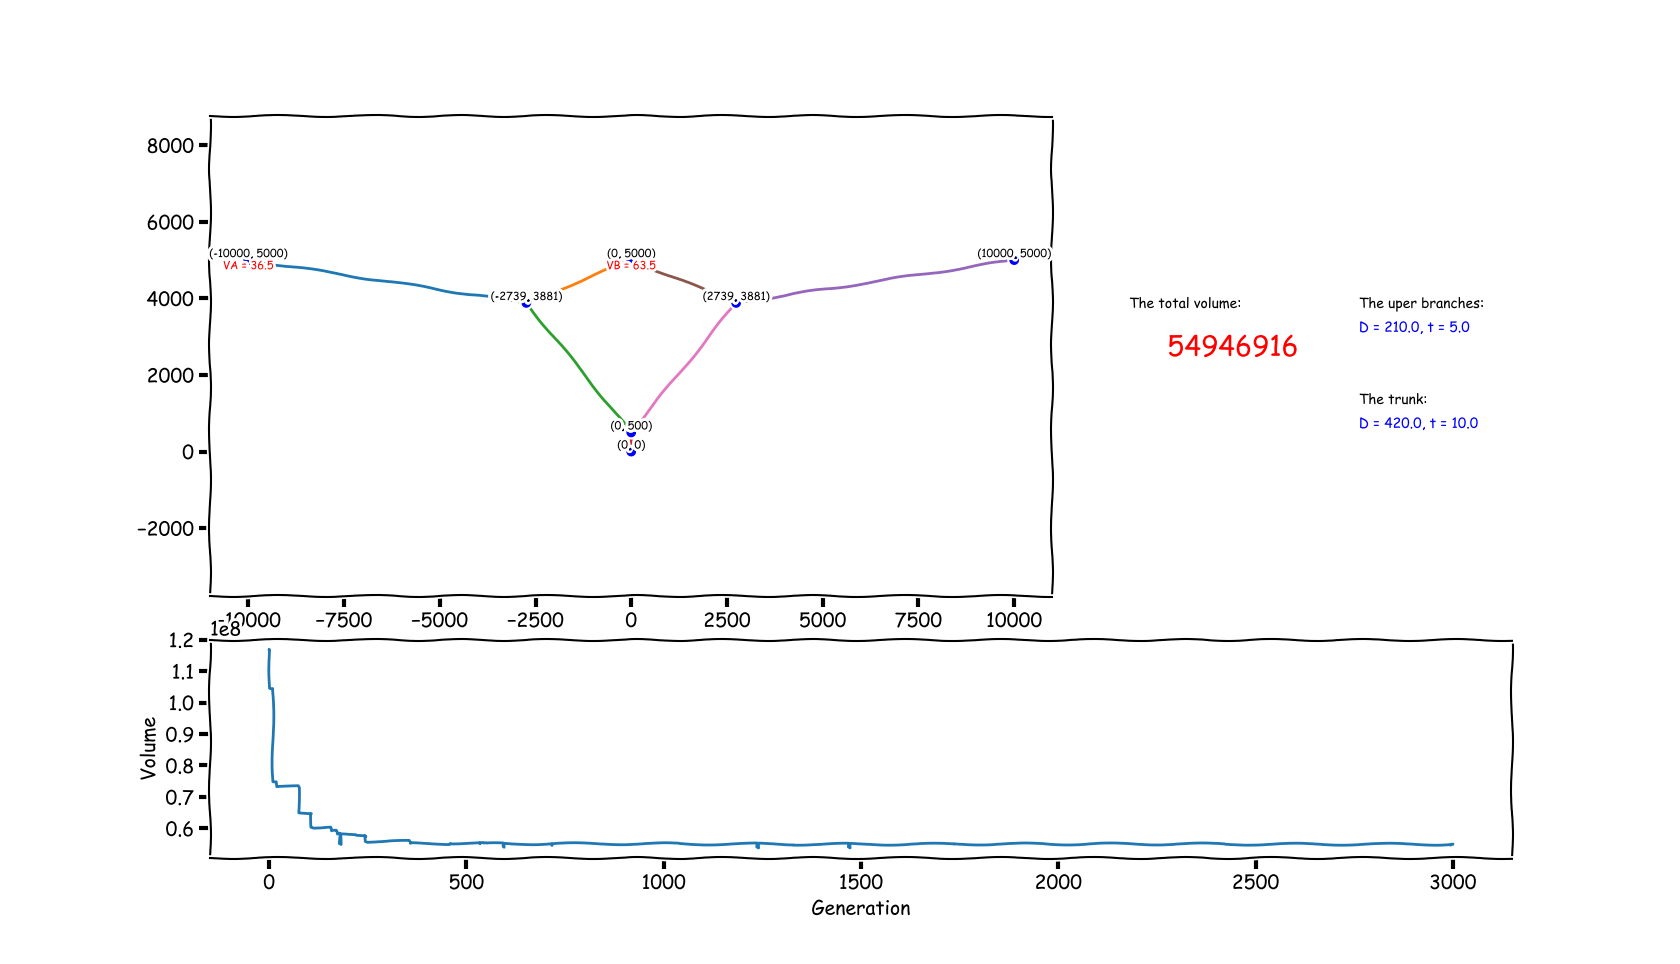 8000
6000
4000
2000
0
-2000
(-10000, 5000)
VA = 36.5
(0, 5000)
VB = 63.5
(10000, 5000)
(-2739, 3881)
(2739, 3881)
(0, 500)
(0, 0)
-10000 -7500 -5000 -2500 0 2500 5000 7500 10000
The total volume:
54946916
The uper branches:
D = 210.0, t = 5.0
The trunk:
D = 420.0, t = 10.0
1e8
1.2
1.1
1.0
0.9
0.8
0.7
0.6
Volume
0 500 1000 1500 2000 2500 3000
Generation